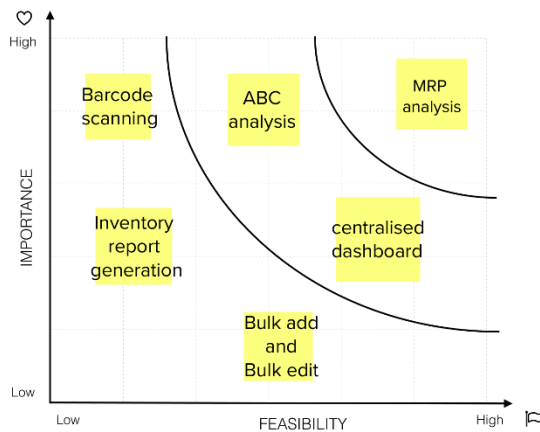 High
Barcode
scanning
ABC
analysis
MRP
analysis
IMPORTANCE
Inventory
report
generation
centralised
dashboard
Bulk add
and
Bulk edit
Low
Low
FEASIBILITY
High